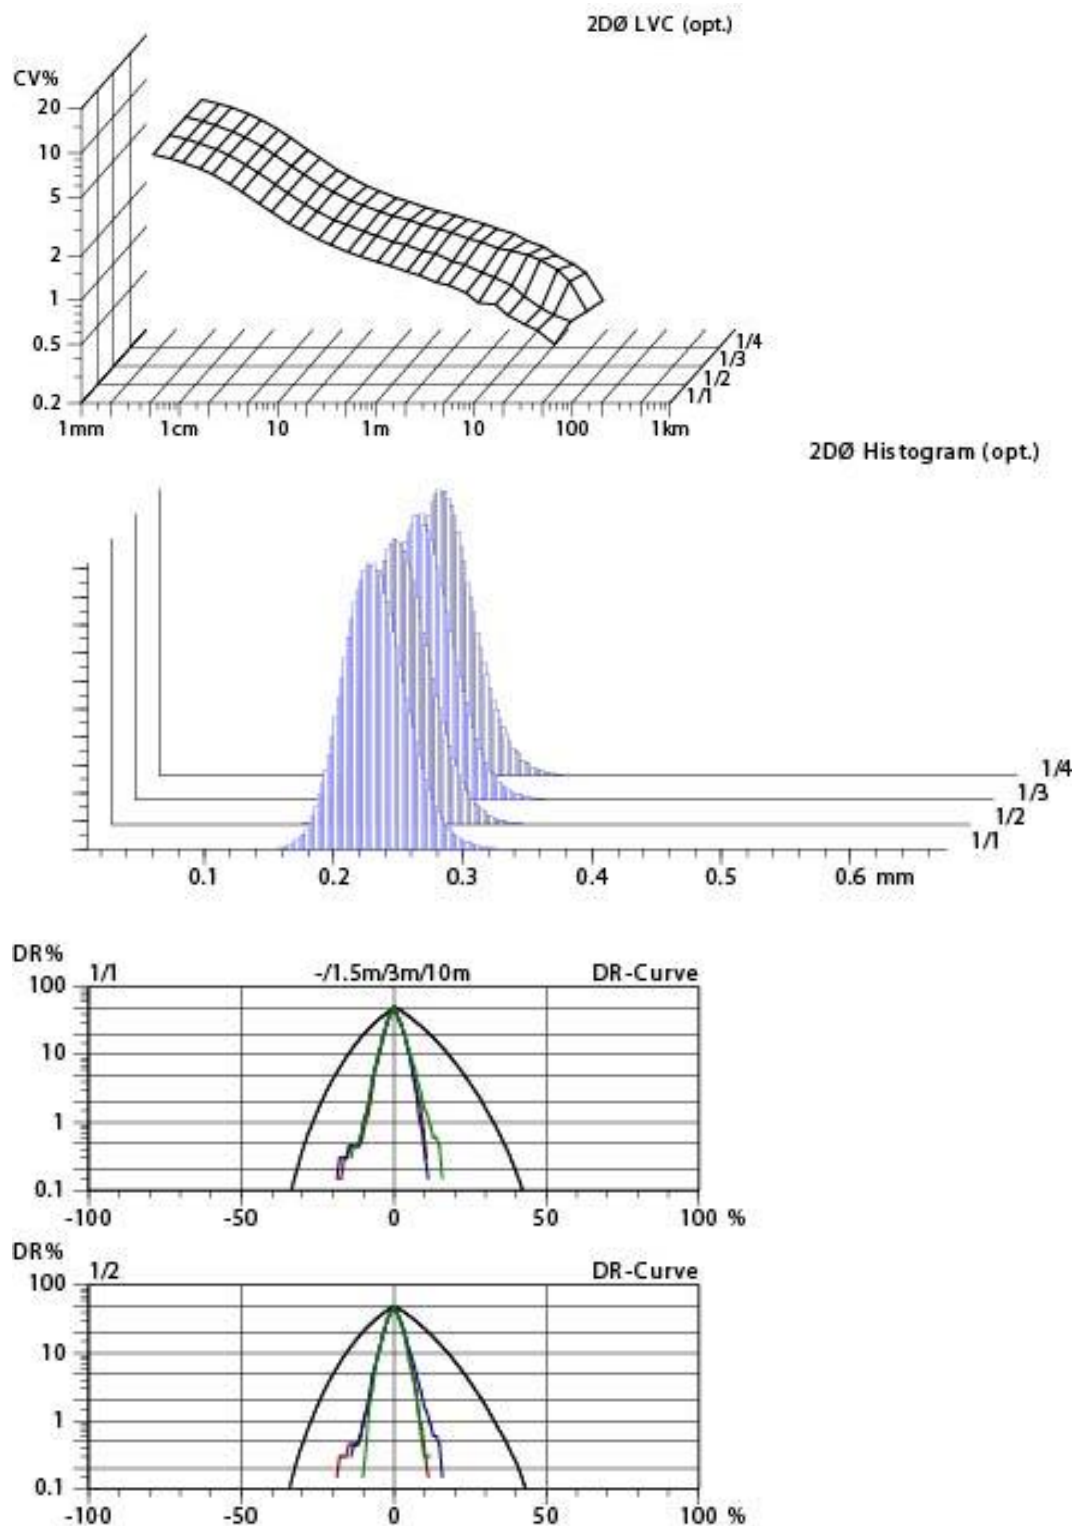 2DØ LVC (opt.)
CV%
20
10
5
2
1
0.5
0.2
1/4
1/3
1/2
1/1
1mm 1cm 10 1m 10 100 1km
2DØ Histogram (opt.)
1/4
1/3
1/2
1/1
0.1 0.2 0.3 0.4 0.5 0.6 mm
DR%
1/1 -/1.5m/3m/10m DR-Curve
100
10
1
0.1
-100 -50 0 50 100 %
DR%
1/2 DR-Curve
100
10
1
0.1
-100 -50 0 50 100 %